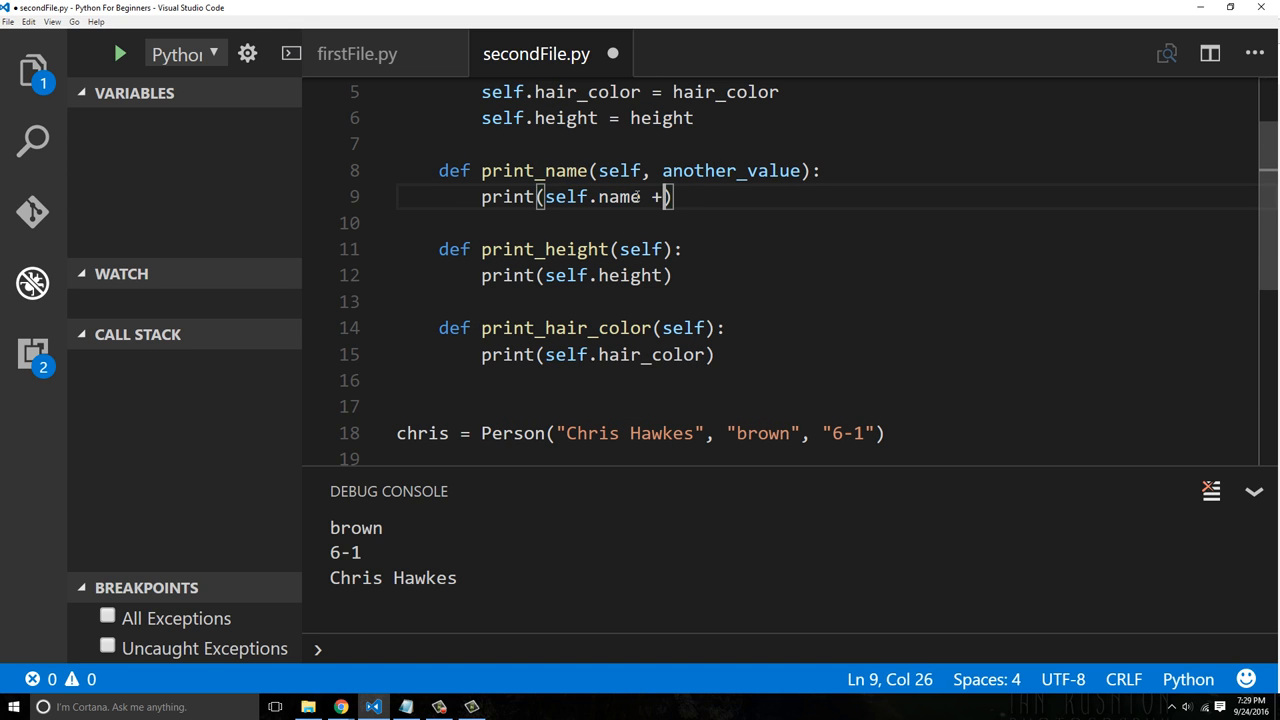 ● secondFile.py - Python For Beginners - Visual Studio Code
File Edit View Go Help
1
Python
firstFile.py
secondFile.py
VARIABLES
WATCH
CALL STACK
2
BREAKPOINTS
All Exceptions
Uncaught Exceptions
5 self.hair_color = hair_color
6 self.height = height
7
8 def print_name(self, another_value):
9 print(self.name +)
10
11 def print_height(self):
12 print(self.height)
13
14 def print_hair_color(self):
15 print(self.hair_color)
16
17
18 chris = Person("Chris Hawkes", "brown", "6-1")
19
DEBUG CONSOLE
brown
6-1
Chris Hawkes
0 0
Ln 9, Col 26 Spaces: 4 UTF-8 CRLF Python
I'm Cortana. Ask me anything.
IAN RUSHTON
7:29 PM
9/24/2016